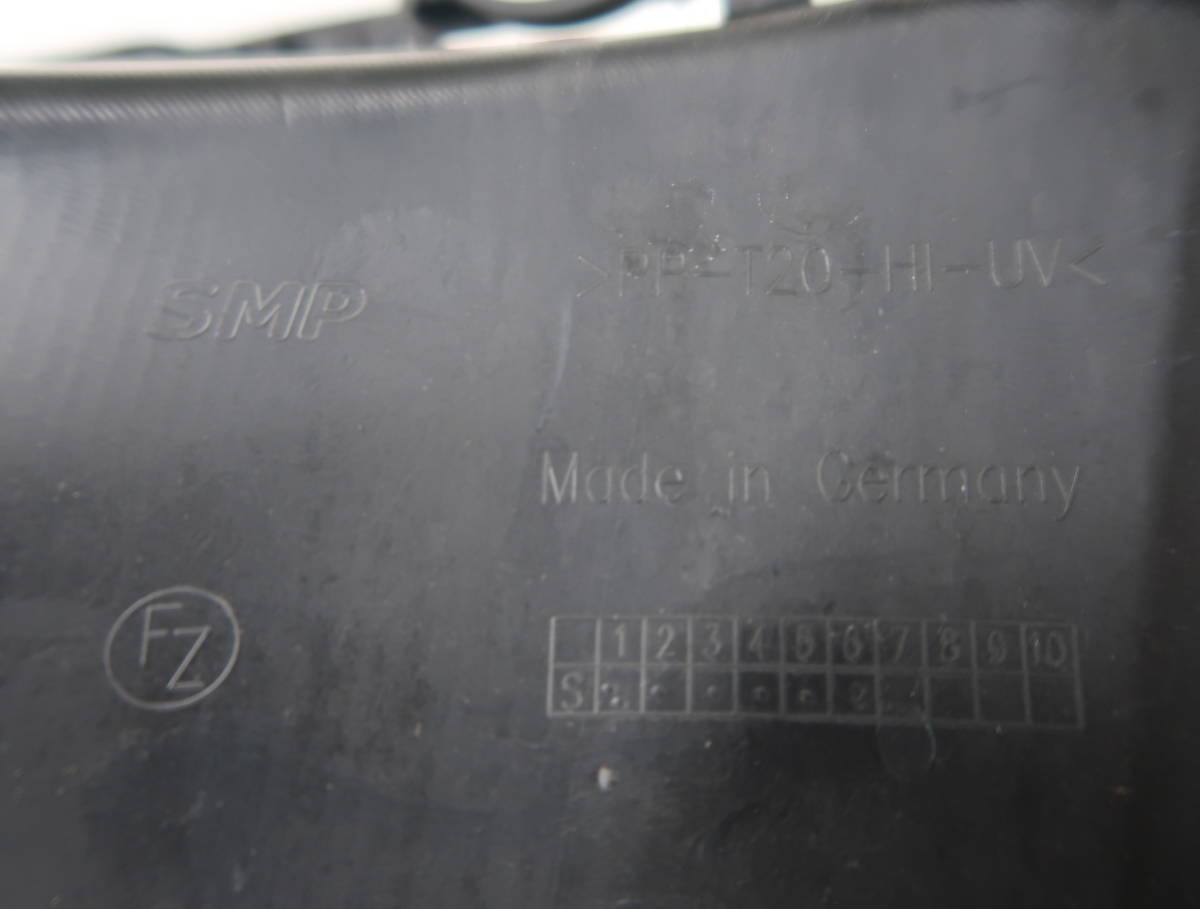 SMP
>PP-T20-HI-UV<
Made in Germany
FZ
1 2 3 4 5 6 7 8 9 10
S